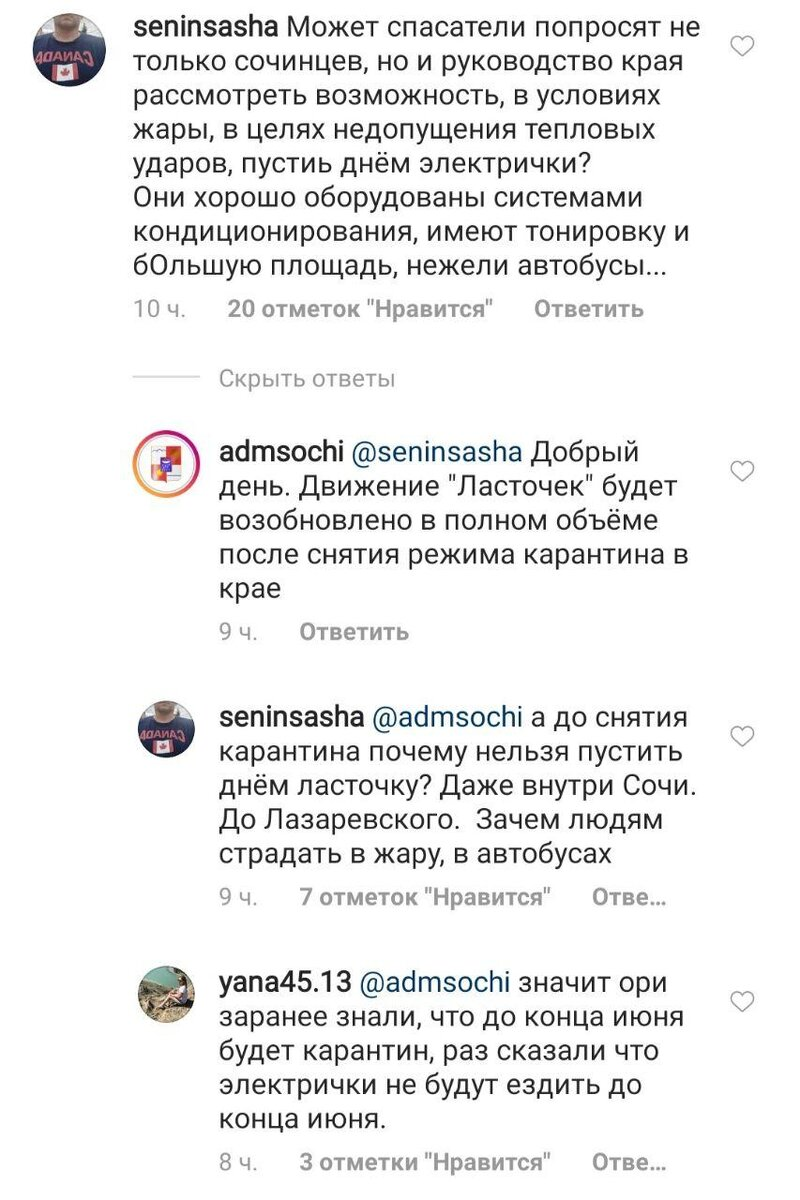 seninsasha Может спасатели попросят не
только сочинцев, но и руководство края
рассмотреть возможность, в условиях
жары, в целях недопущения тепловых
ударов, пустиь днём электрички?
Они хорошо оборудованы системами
кондиционирования, имеют тонировку и
бОльшую площадь, нежели автобусы...
10 ч. 20 отметок "Нравится" Ответить
Скрыть ответы
admsochi @seninsasha Добрый
день. Движение "Ласточек" будет
возобновлено в полном объёме
после снятия режима карантина в
крае
9 ч. Ответить
seninsasha @admsochi а до снятия
карантина почему нельзя пустить
днём ласточку? Даже внутри Сочи.
До Лазаревского. Зачем людям
страдать в жару, в автобусах
9 ч. 7 отметок "Нравится" Отве...
yana45.13 @admsochi значит ори
заранее знали, что до конца июня
будет карантин, раз сказали что
электрички не будут ездить до
конца июня.
8 ч. 3 отметки "Нравится" Отве...